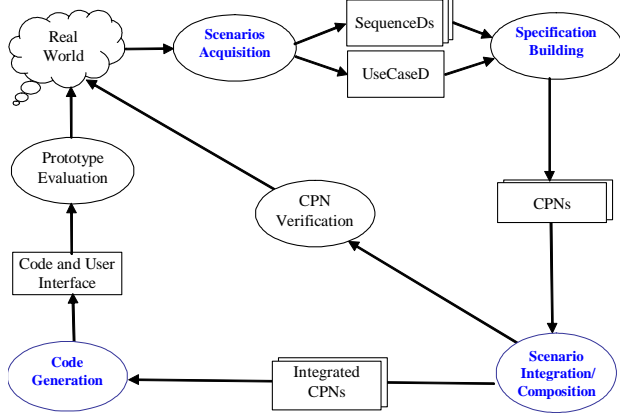 Real
World
Scenarios
Acquisition
SequenceDs
UseCaseD
Specification
Building
Prototype
Evaluation
CPN
Verification
CPNs
Code and User
Interface
Code
Generation
Integrated
CPNs
Scenario
Integration/
Composition